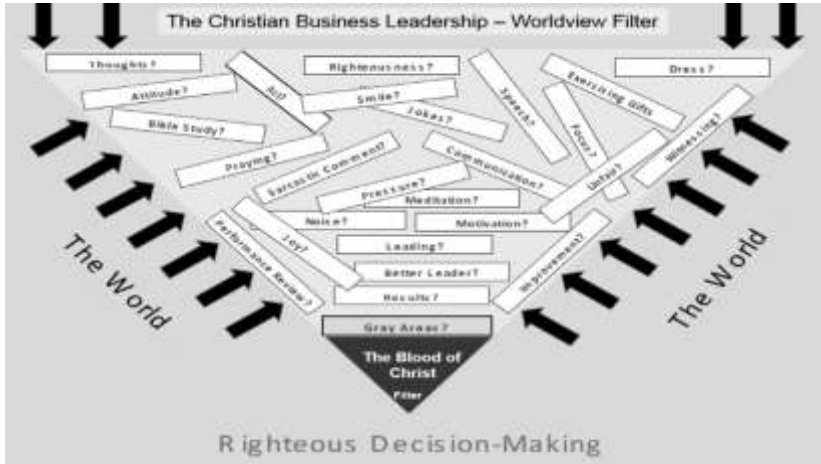 The Christian Business Leadership – Worldview Filter
Thoughts?
Righteousness?
Dress?
Attitude?
Smile?
Jokes?
Speech?
Exercising Gifts
Bible Study?
Focus?
Witnessing?
Praying?
Sarcastic Comment?
Communication?
Unfair?
Pressure?
Meditation?
Noise?
Motivation?
Joy?
Performance Review?
Leading?
Improvement?
Better Leader?
Results?
Gray Areas?
The World
The World
The Blood of
Christ
Filter
Righteous Decision-Making